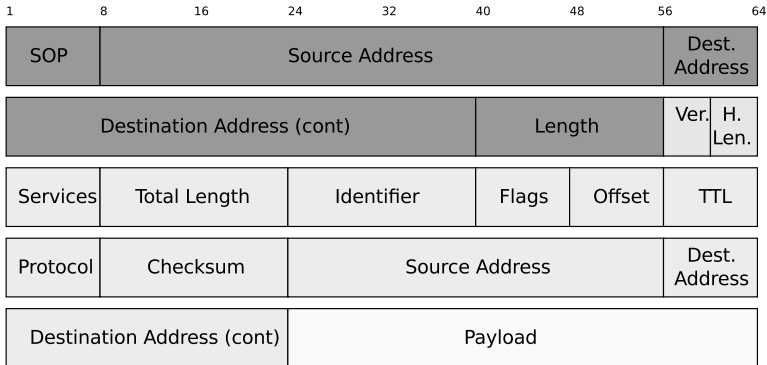 1 8 16 24 32 40 48 56 64
SOP Source Address Dest. Address
Destination Address (cont) Length Ver. H. Len.
Services Total Length Identifier Flags Offset TTL
Protocol Checksum Source Address Dest. Address
Destination Address (cont) Payload